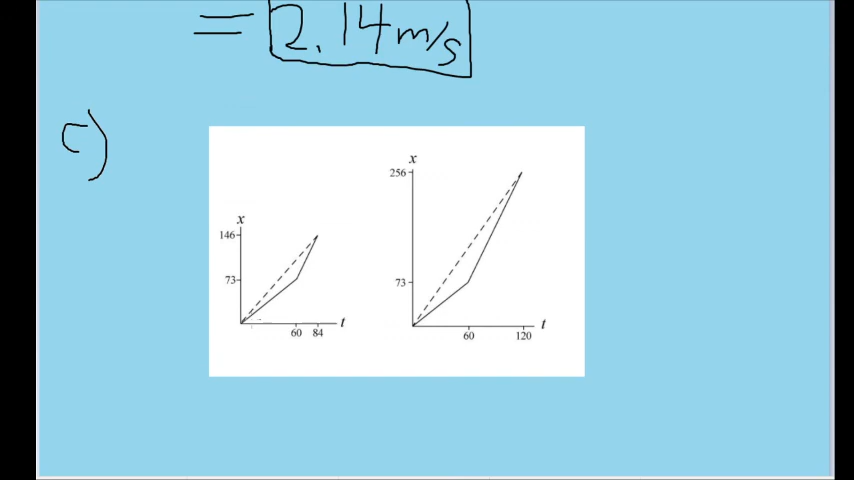 = 2.14 m/s
c)
x
256
x
146
73
73
t
t
60 84
60 120